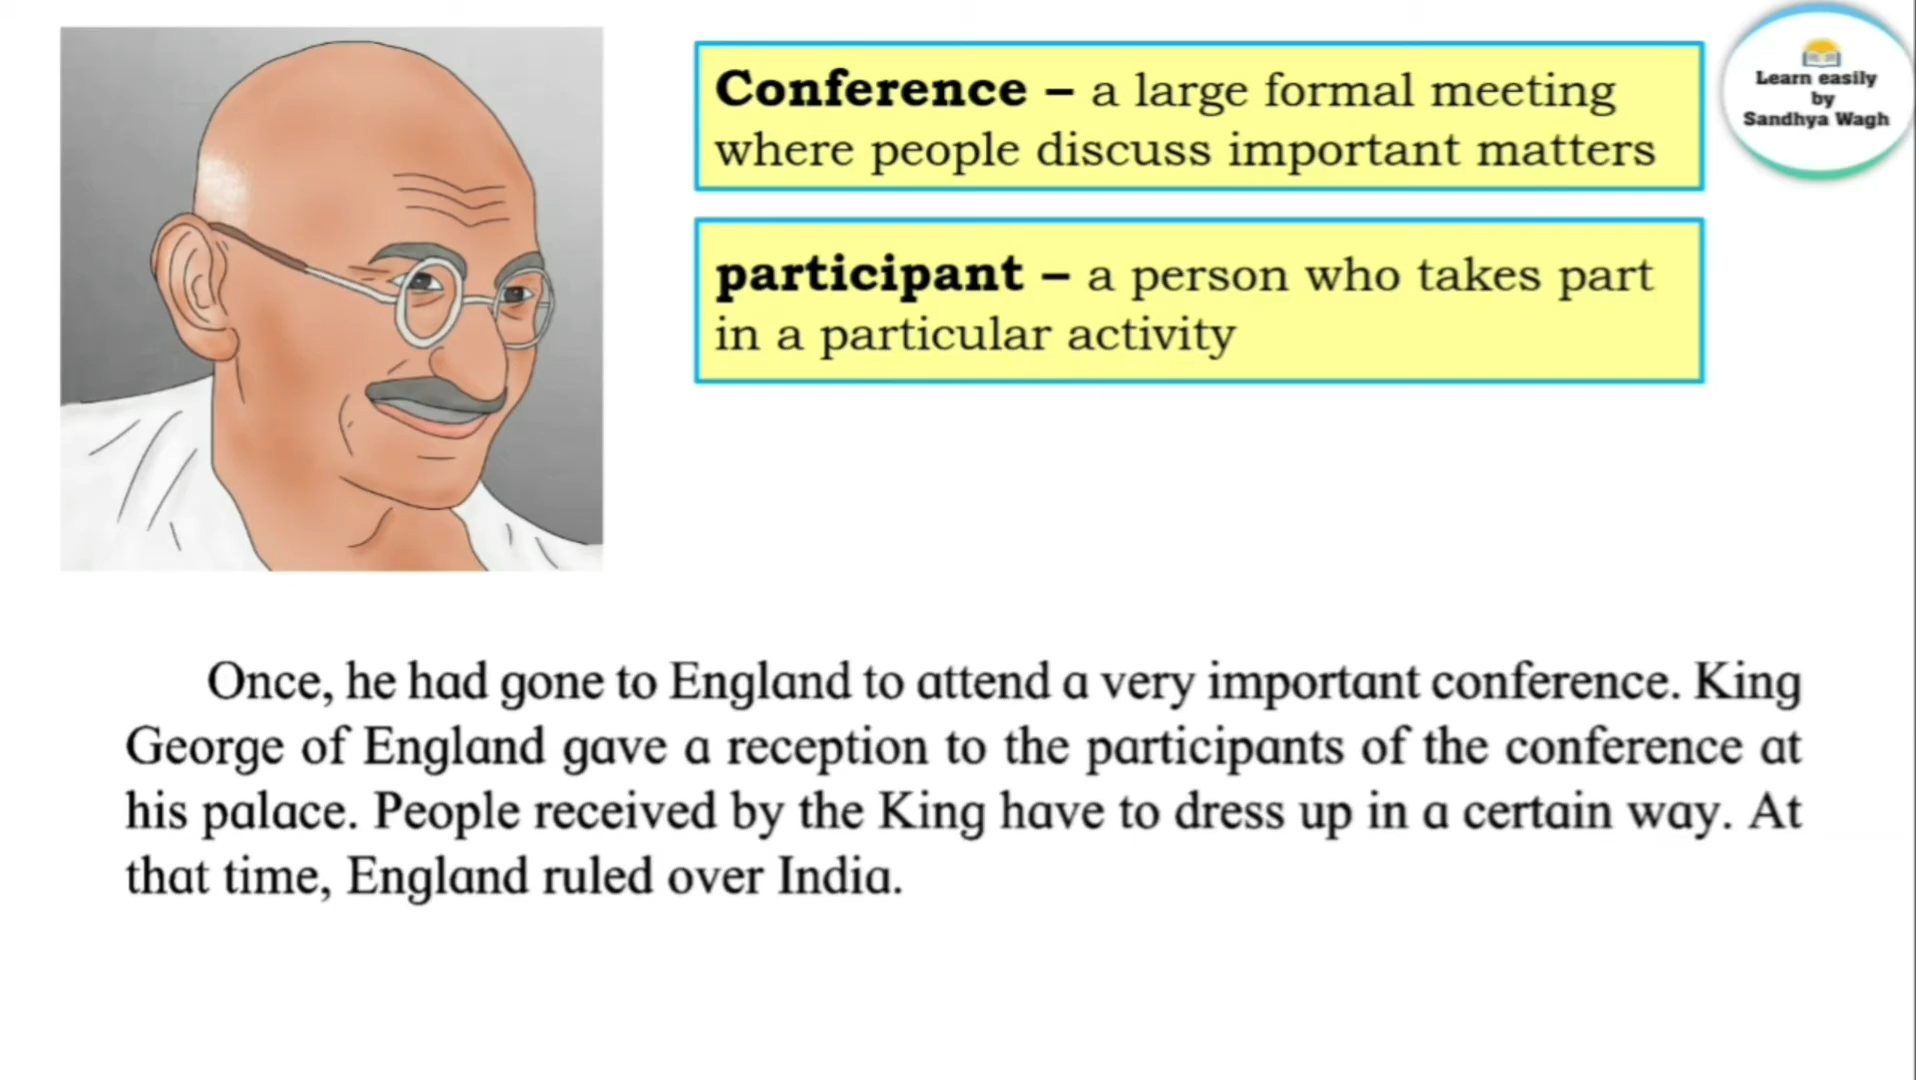 Conference – a large formal meeting
where people discuss important matters
Learn easily
by
Sandhya Wagh
participant – a person who takes part
in a particular activity
Once, he had gone to England to attend a very important conference. King
George of England gave a reception to the participants of the conference at
his palace. People received by the King have to dress up in a certain way. At
that time, England ruled over India.